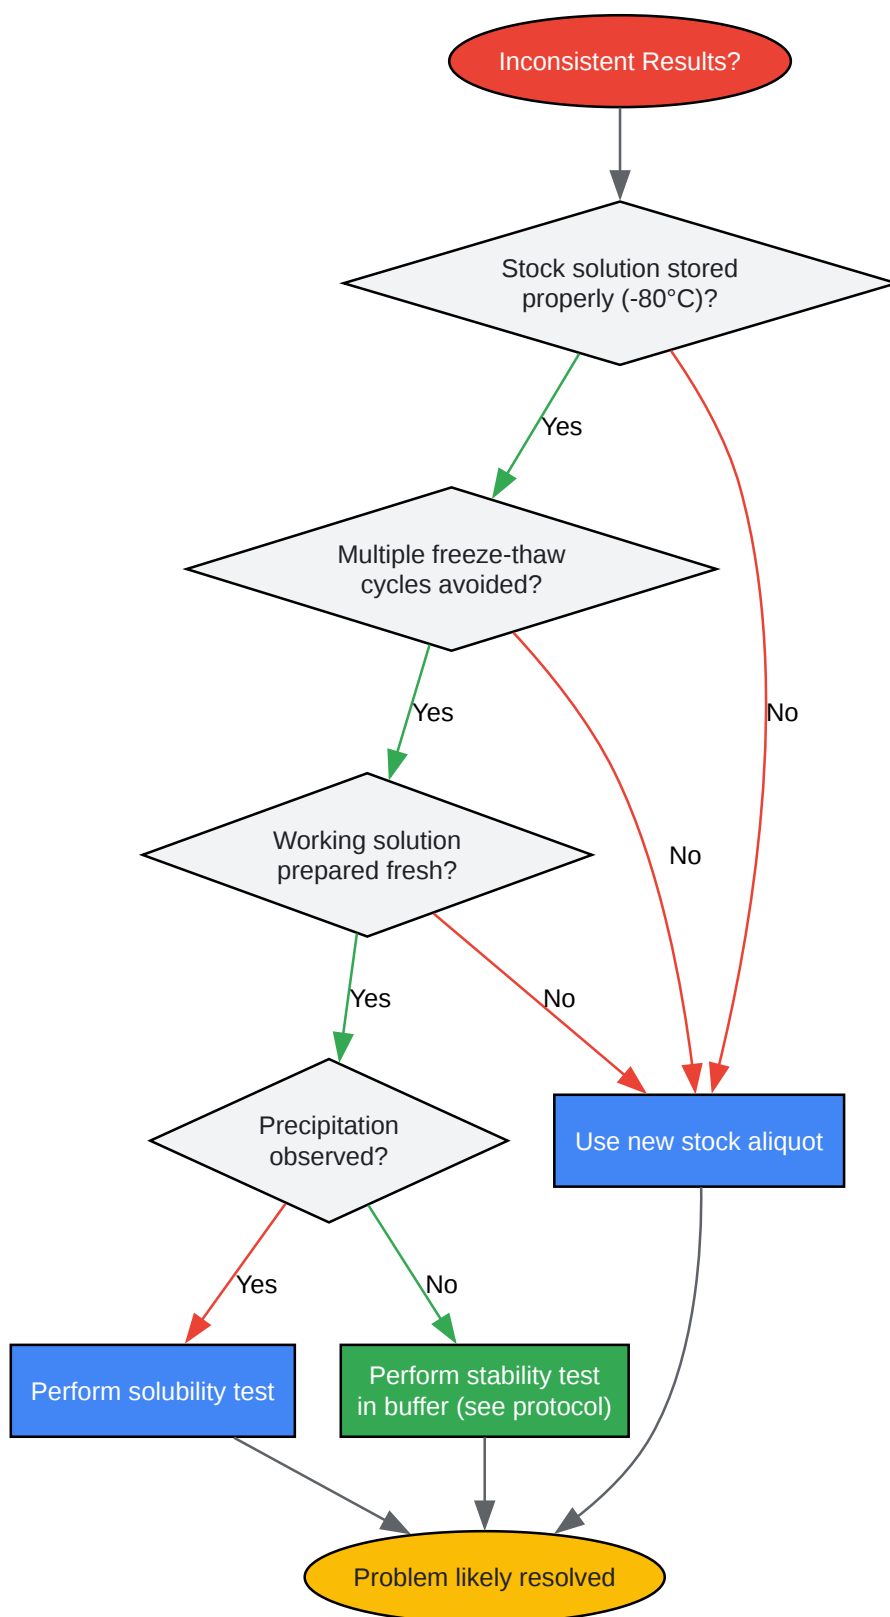 Inconsistent Results?
Stock solution stored
properly (-80°C)?
Yes
Multiple freeze-thaw
cycles avoided?
Yes
No
Working solution
prepared fresh?
No
Yes
No
Precipitation
observed?
Use new stock aliquot
Yes
No
Perform solubility test
Perform stability test
in buffer (see protocol)
Problem likely resolved